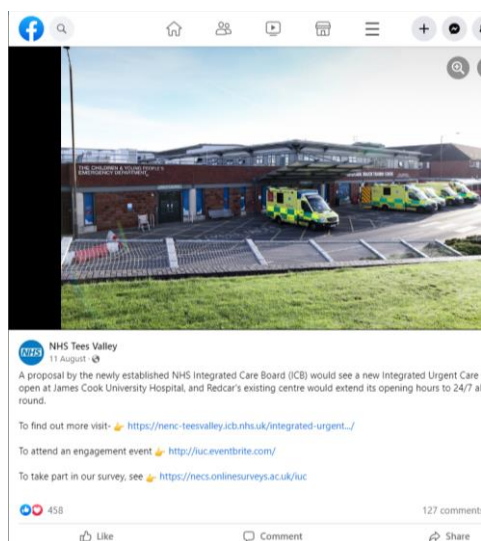 THE CHILDREN & YOUNG PEOPLE'S
EMERGENCY DEPARTMENT
NHS
NHS Tees Valley
11 August ·
A proposal by the newly established NHS Integrated Care Board (ICB) would see a new Integrated Urgent Care
open at James Cook University Hospital, and Redcar's existing centre would extend its opening hours to 24/7 al
round.
To find out more visit- 👉 https://nenc-teesvalley.icb.nhs.uk/integrated-urgent.../
To attend an engagement event 👉 http://iuc.eventbrite.com/
To take part in our survey, see 👉 https://necs.onlinesurveys.ac.uk/iuc
458
127 comments
Like
Comment
Share